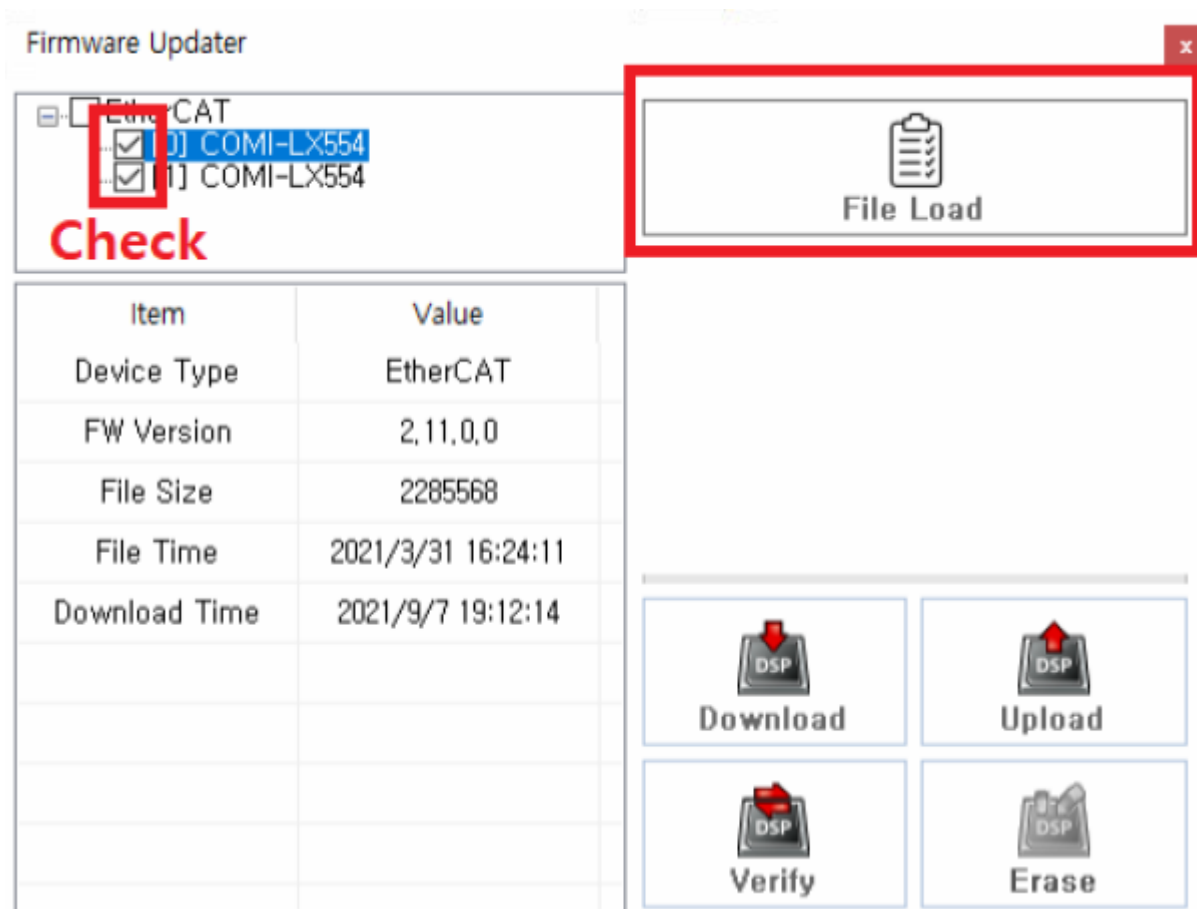 Firmware Updater
x
EtherCAT
[0] COMI-LX554
[1] COMI-LX554
Check
File Load
Item Value
Device Type EtherCAT
FW Version 2,11,0,0
File Size 2285568
File Time 2021/3/31 16:24:11
Download Time 2021/9/7 19:12:14
DSP DSP
Download Upload
DSP DSP
Verify Erase